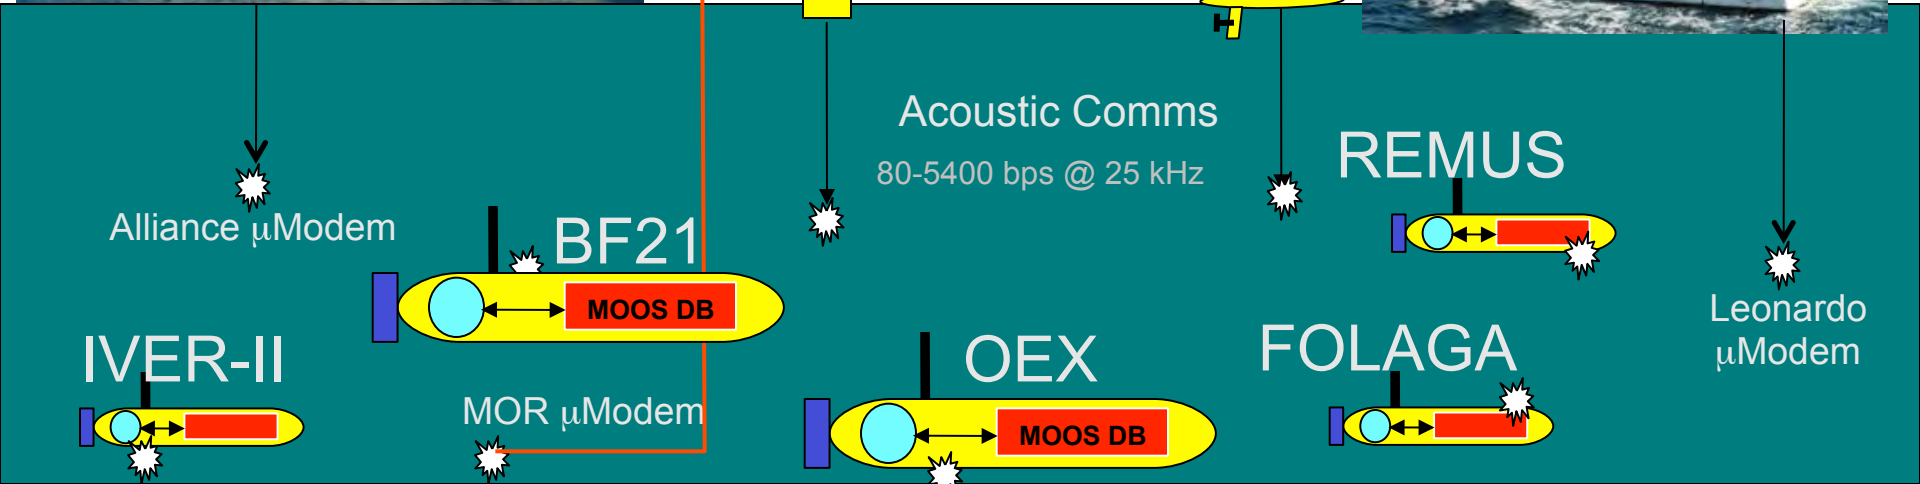 Acoustic Comms
80-5400 bps @ 25 kHz
REMUS
Alliance μModem
BF21
MOOS DB
Leonardo
μModem
IVER-II
OEX
FOLAGA
MOR μModem
MOOS DB